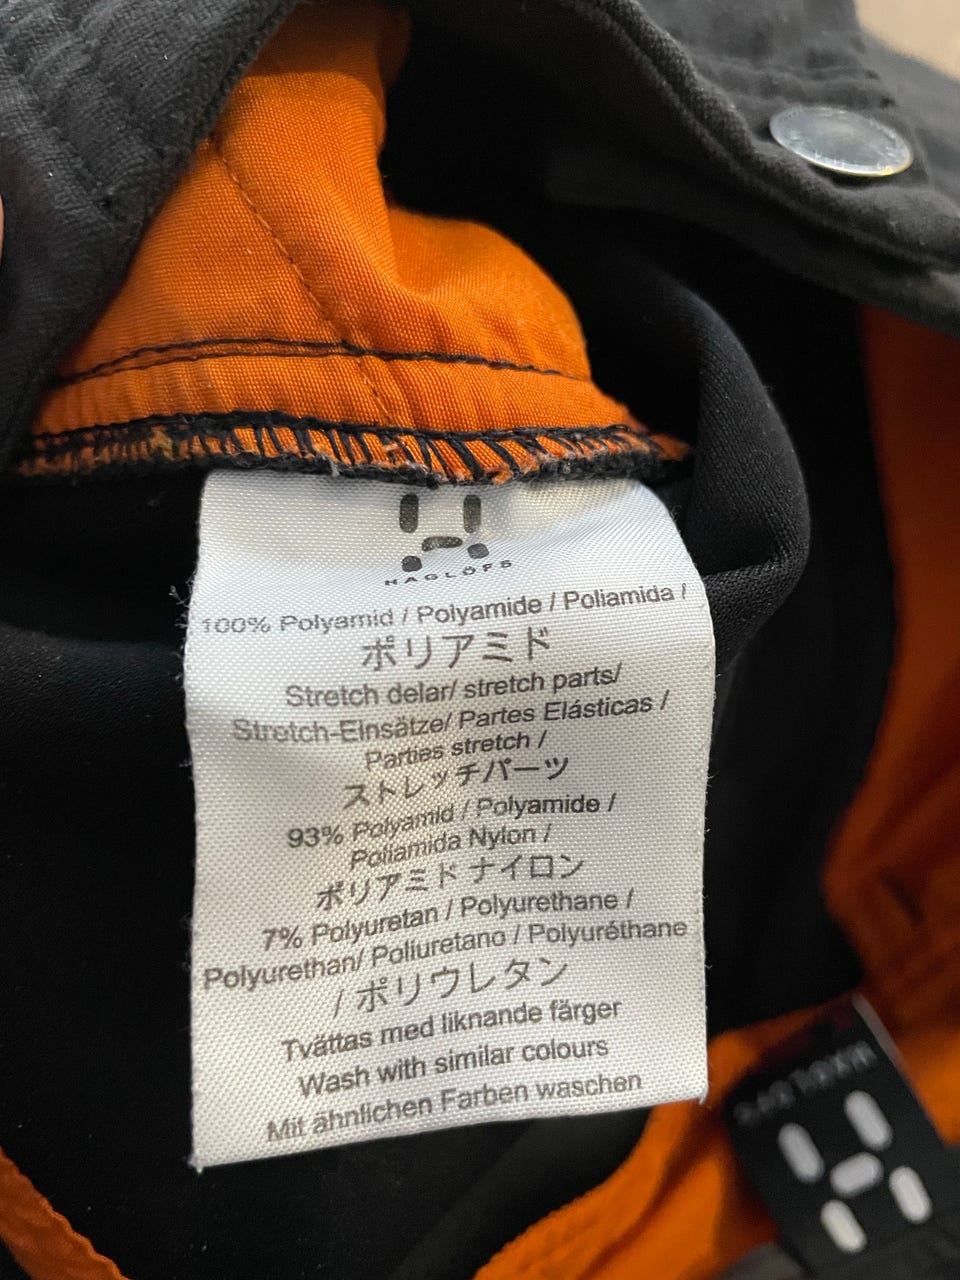 HAGLÖFS
100% Polyamid / Polyamide / Poliamida /
ポリアミド
Stretch delar/ stretch parts/
Stretch-Einsätze/ Partes Elásticas /
Parties stretch /
ストレッチパーツ
93% Polyamid / Polyamide /
Poliamida Nylon /
ポリアミド ナイロン
7% Polyuretan / Polyurethane /
Polyurethan/ Poliuretano / Polyuréthane
/ ポリウレタン
Tvättas med liknande färger
Wash with similar colours
Mit ähnlichen Farben waschen